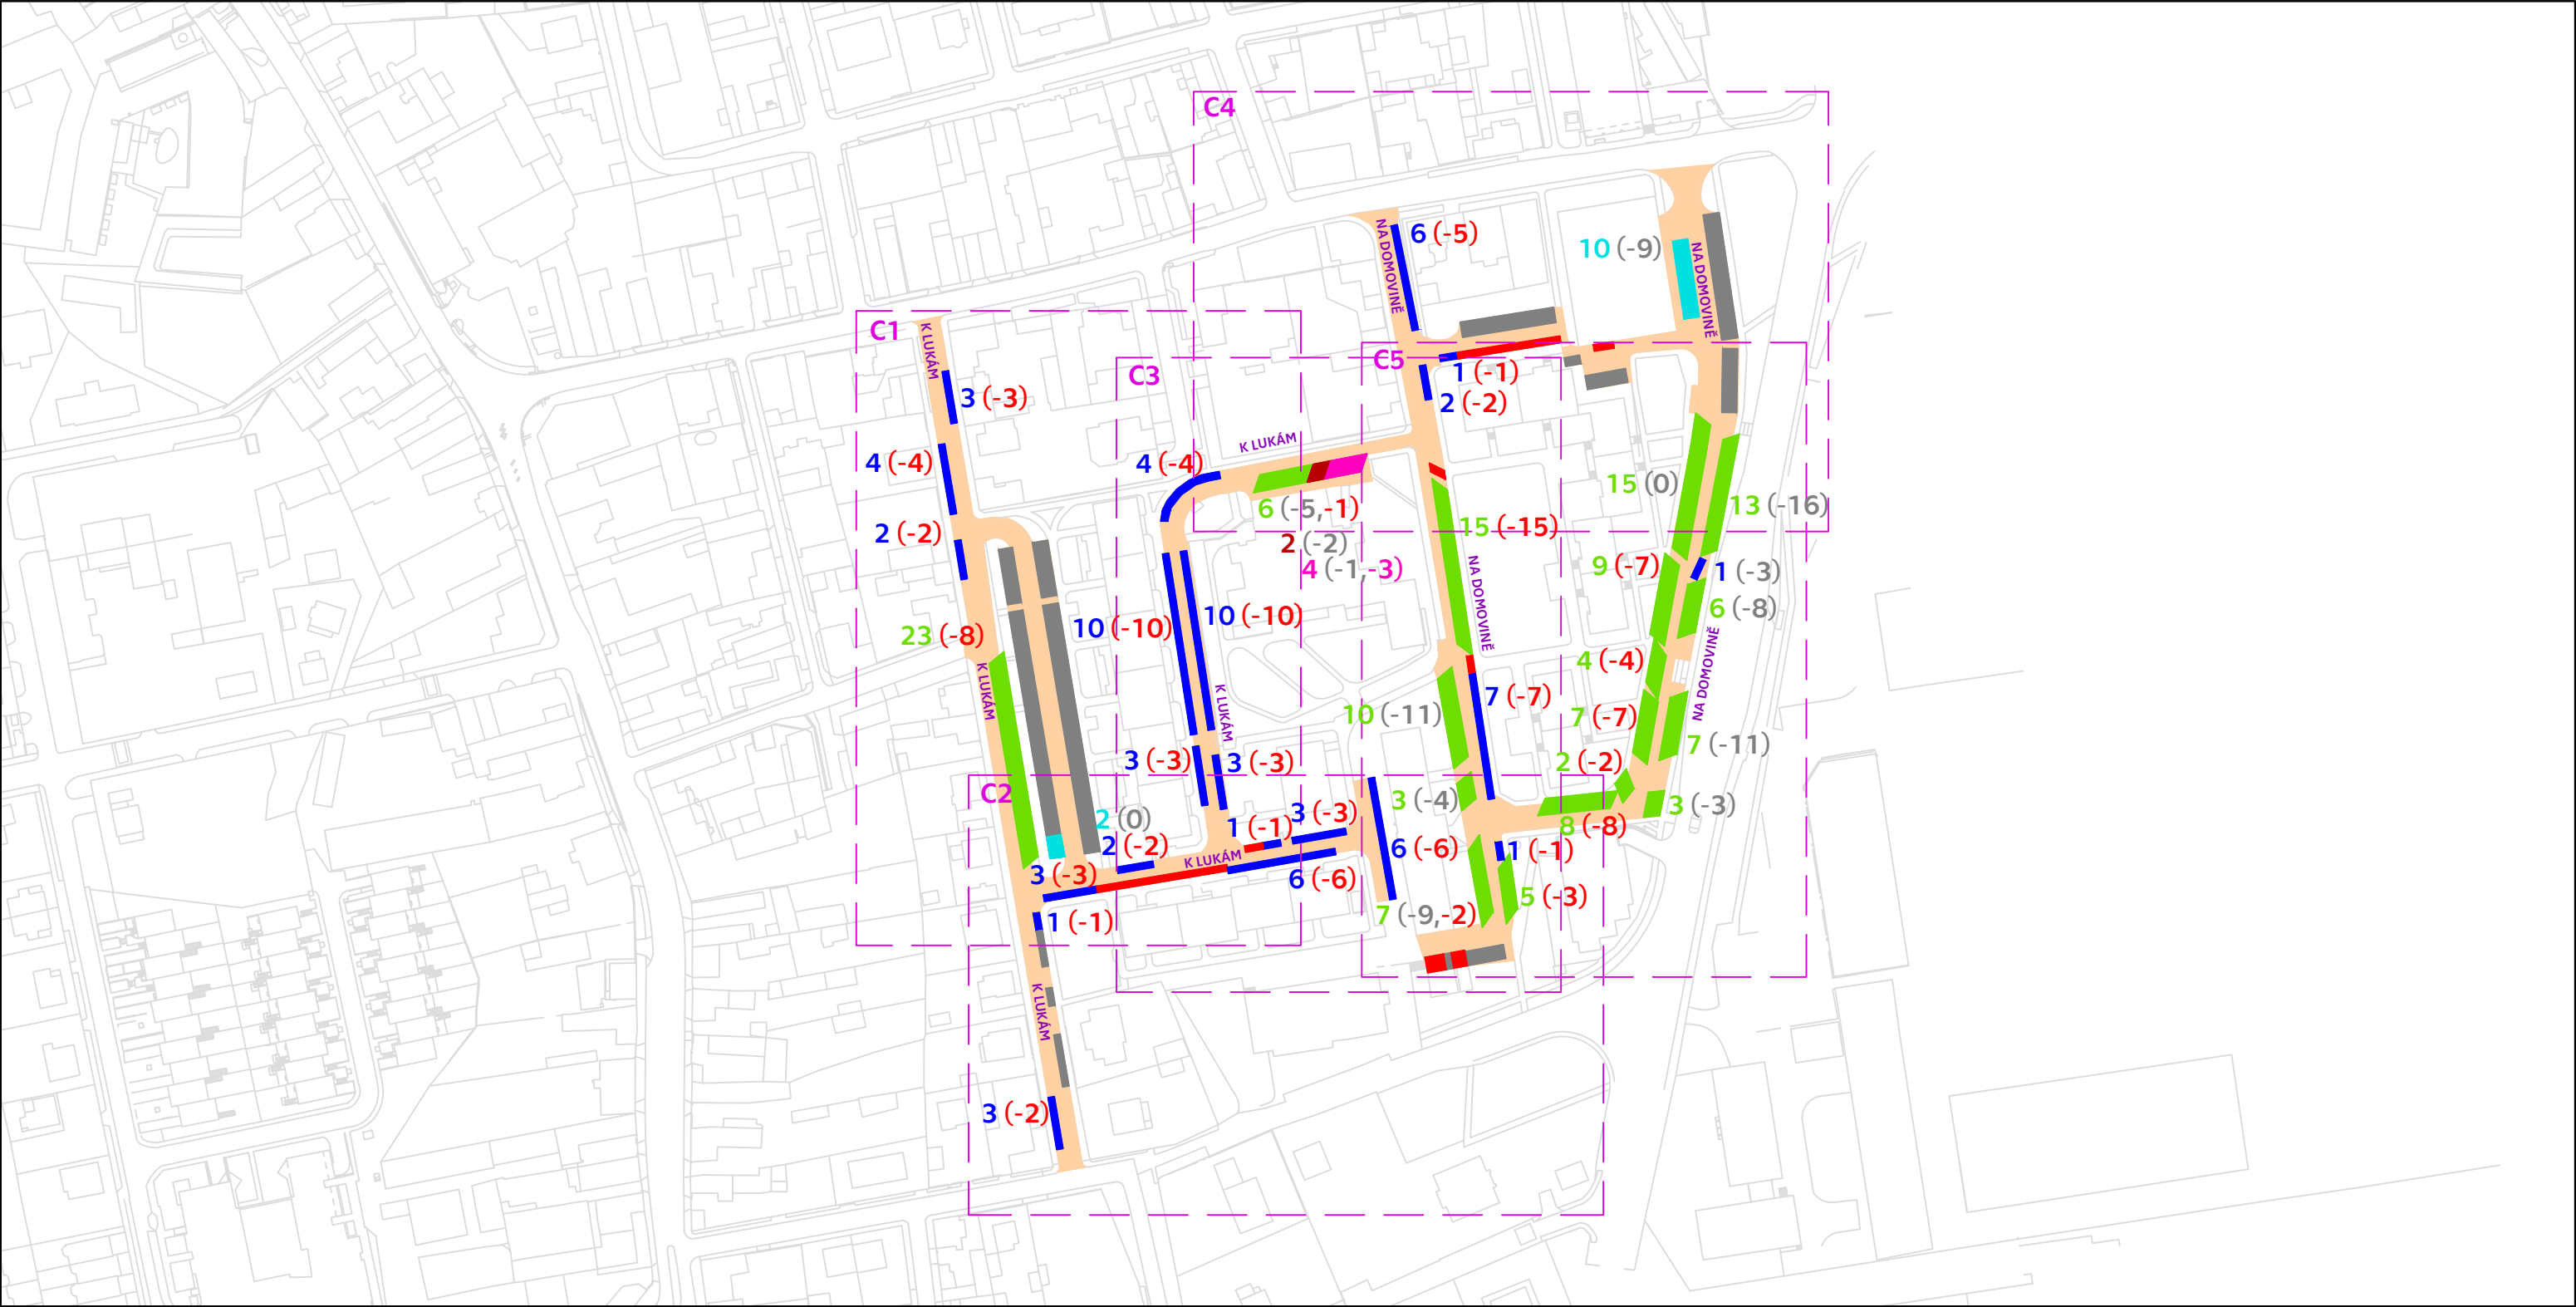 C4
NA DOMOVINĚ
6 (-5)
10 (-9)
NA DOMOVINĚ
C1
K LUKÁM
C5
C3
1 (-1)
2 (-2)
3 (-3)
K LUKÁM
4 (-4)
4 (-4)
15 (0)
13 (-16)
6 (-5,-1)
15 (-15)
2 (-2)
2 (-2)
4 (-1,-3)
9 (-7)
1 (-3)
NA DOMOVINĚ
6 (-8)
10 (-10)
10 (-10)
23 (-8)
4 (-4)
NA DOMOVINĚ
K LUKÁM
7 (-7)
K LUKÁM
10 (-11)
7 (-7)
7 (-11)
3 (-3)
3 (-3)
2 (-2)
C2
3 (-4)
3 (-3)
2 (0)
3 (-3)
1 (-1)
8 (-8)
2 (-2)
K LUKÁM
6 (-6)
1 (-1)
3 (-3)
6 (-6)
5 (-3)
1 (-1)
7 (-9,-2)
K LUKÁM
3 (-2)